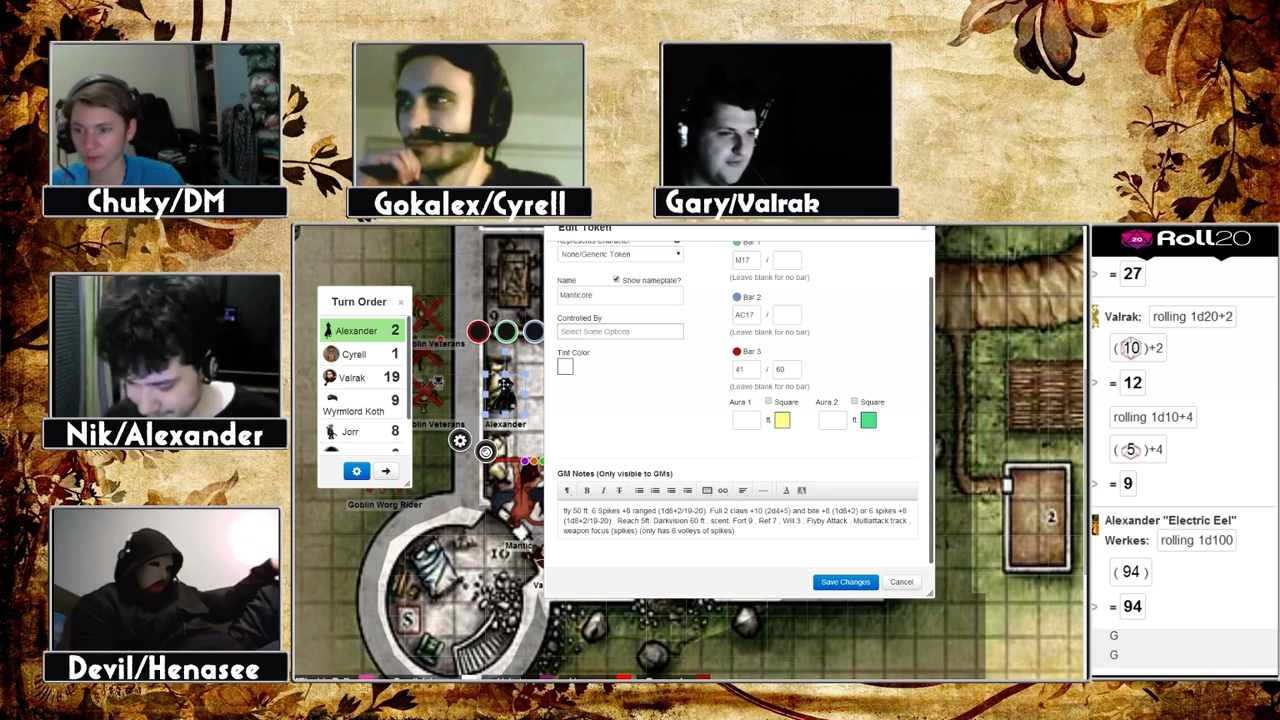 Chuky/DM
Gokalex/Cyrell
Gary/Valrak
Nik/Alexander
Devil/Henasee
Turn Order ×
Alexander 2
Cyrell 1
Valrak 19
9
Wyrmlord Koth
Jorr 8
Goblin Worg Rider
blin Veterans
blin Veterans
Alexander
10
S
2
Edit Token
None/Generic Token
Name
Show nameplate?
Manticore
Controlled By
Select Some Options
Tint Color
Bar 1
M17 /
(Leave blank for no bar)
Bar 2
AC17 /
(Leave blank for no bar)
Bar 3
41 / 60
(Leave blank for no bar)
Aura 1 Square Aura 2 Square
ft. ft.
GM Notes (Only visible to GMs)
fly 50 ft. 6 Spikes +8 ranged (1d8+2/19-20). Full 2 claws +10 (2d4+5) and bite +8 (1d8+2) or 6 spikes +8
(1d8+2/19-20) . Reach 5ft. Darkvision 60 ft , scent. Fort 9 , Ref 7 , Will 3 , Flyby Attack , Multiattack track ,
weapon focus (spikes) (only has 6 volleys of spikes)
Save Changes Cancel
20 Roll20
= 27
Valrak: rolling 1d20+2
( 10 )+2
= 12
rolling 1d10+4
( 5 )+4
= 9
Alexander "Electric Eel"
Werkes: rolling 1d100
( 94 )
= 94
G
G